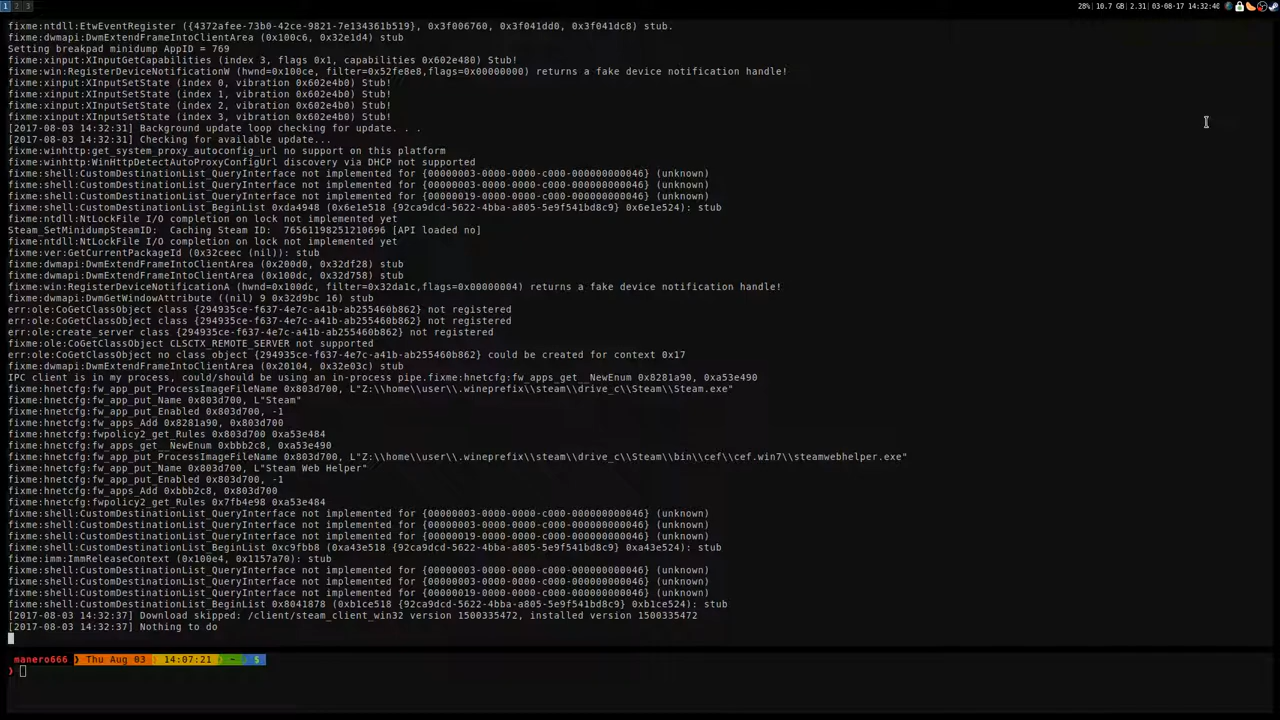 1 2 3
28%| 10.7 GB| 2.31| 03-08-17 14:32:40
fixme:ntdll:EtwEventRegister ({4372afee-73b0-42ce-9821-7e134361b519}, 0x3f006760, 0x3f041dd0, 0x3f041dc8) stub.
fixme:dwmapi:DwmExtendFrameIntoClientArea (0x100c6, 0x32e1d4) stub
Setting breakpad minidump AppID = 769
fixme:xinput:XInputGetCapabilities (index 3, flags 0x1, capabilities 0x602e480) Stub!
fixme:win:RegisterDeviceNotificationW (hwnd=0x100ce, filter=0x52fe8e8,flags=0x00000000) returns a fake device notification handle!
fixme:xinput:XInputSetState (index 0, vibration 0x602e4b0) Stub!
fixme:xinput:XInputSetState (index 1, vibration 0x602e4b0) Stub!
fixme:xinput:XInputSetState (index 2, vibration 0x602e4b0) Stub!
fixme:xinput:XInputSetState (index 3, vibration 0x602e4b0) Stub!
[2017-08-03 14:32:31] Background update loop checking for update. . .
[2017-08-03 14:32:31] Checking for available update...
fixme:winhttp:get_system_proxy_autoconfig_url no support on this platform
fixme:winhttp:WinHttpDetectAutoProxyConfigUrl discovery via DHCP not supported
fixme:shell:CustomDestinationList_QueryInterface not implemented for {00000003-0000-0000-c000-000000000046} (unknown)
fixme:shell:CustomDestinationList_QueryInterface not implemented for {00000003-0000-0000-c000-000000000046} (unknown)
fixme:shell:CustomDestinationList_QueryInterface not implemented for {00000019-0000-0000-c000-000000000046} (unknown)
fixme:shell:CustomDestinationList_BeginList 0xda4948 (0x6e1e518 {92ca9dcd-5622-4bba-a805-5e9f541bd8c9} 0x6e1e524): stub
fixme:ntdll:NtLockFile I/O completion on lock not implemented yet
Steam_SetMinidumpSteamID:  Caching Steam ID:  76561198251210696 [API loaded no]
fixme:ntdll:NtLockFile I/O completion on lock not implemented yet
fixme:ver:GetCurrentPackageId (0x32ceec (nil)): stub
fixme:dwmapi:DwmExtendFrameIntoClientArea (0x200d0, 0x32df28) stub
fixme:dwmapi:DwmExtendFrameIntoClientArea (0x100dc, 0x32d758) stub
fixme:win:RegisterDeviceNotificationA (hwnd=0x100dc, filter=0x32da1c,flags=0x00000004) returns a fake device notification handle!
fixme:dwmapi:DwmGetWindowAttribute ((nil) 9 0x32d9bc 16) stub
err:ole:CoGetClassObject class {294935ce-f637-4e7c-a41b-ab255460b862} not registered
err:ole:CoGetClassObject class {294935ce-f637-4e7c-a41b-ab255460b862} not registered
err:ole:create_server class {294935ce-f637-4e7c-a41b-ab255460b862} not registered
fixme:ole:CoGetClassObject CLSCTX_REMOTE_SERVER not supported
err:ole:CoGetClassObject no class object {294935ce-f637-4e7c-a41b-ab255460b862} could be created for context 0x17
fixme:dwmapi:DwmExtendFrameIntoClientArea (0x20104, 0x32e03c) stub
IPC client is in my process, could/should be using an in-process pipe.fixme:hnetcfg:fw_apps_get__NewEnum 0x8281a90, 0xa53e490
fixme:hnetcfg:fw_app_put_ProcessImageFileName 0x803d700, L"Z:\\home\\user\\.wineprefix\\steam\\drive_c\\Steam\\Steam.exe"
fixme:hnetcfg:fw_app_put_Name 0x803d700, L"Steam"
fixme:hnetcfg:fw_app_put_Enabled 0x803d700, -1
fixme:hnetcfg:fw_apps_Add 0x8281a90, 0x803d700
fixme:hnetcfg:fwpolicy2_get_Rules 0x803d700 0xa53e484
fixme:hnetcfg:fw_apps_get__NewEnum 0xbbb2c8, 0xa53e490
fixme:hnetcfg:fw_app_put_ProcessImageFileName 0x803d700, L"Z:\\home\\user\\.wineprefix\\steam\\drive_c\\Steam\\bin\\cef\\cef.win7\\steamwebhelper.exe"
fixme:hnetcfg:fw_app_put_Name 0x803d700, L"Steam Web Helper"
fixme:hnetcfg:fw_app_put_Enabled 0x803d700, -1
fixme:hnetcfg:fw_apps_Add 0xbbb2c8, 0x803d700
fixme:hnetcfg:fwpolicy2_get_Rules 0x7fb4e98 0xa53e484
fixme:shell:CustomDestinationList_QueryInterface not implemented for {00000003-0000-0000-c000-000000000046} (unknown)
fixme:shell:CustomDestinationList_QueryInterface not implemented for {00000003-0000-0000-c000-000000000046} (unknown)
fixme:shell:CustomDestinationList_QueryInterface not implemented for {00000019-0000-0000-c000-000000000046} (unknown)
fixme:shell:CustomDestinationList_BeginList 0xc9fbb8 (0xa43e518 {92ca9dcd-5622-4bba-a805-5e9f541bd8c9} 0xa43e524): stub
fixme:imm:ImmReleaseContext (0x100e4, 0x1157a70): stub
fixme:shell:CustomDestinationList_QueryInterface not implemented for {00000003-0000-0000-c000-000000000046} (unknown)
fixme:shell:CustomDestinationList_QueryInterface not implemented for {00000003-0000-0000-c000-000000000046} (unknown)
fixme:shell:CustomDestinationList_QueryInterface not implemented for {00000019-0000-0000-c000-000000000046} (unknown)
fixme:shell:CustomDestinationList_BeginList 0x8041878 (0xb1ce518 {92ca9dcd-5622-4bba-a805-5e9f541bd8c9} 0xb1ce524): stub
[2017-08-03 14:32:37] Download skipped: /client/steam_client_win32 version 1500335472, installed version 1500335472
[2017-08-03 14:32:37] Nothing to do
manero666 ❯ Thu Aug 03 ❯ 14:07:21 ❯ ~ ❯ $
❯